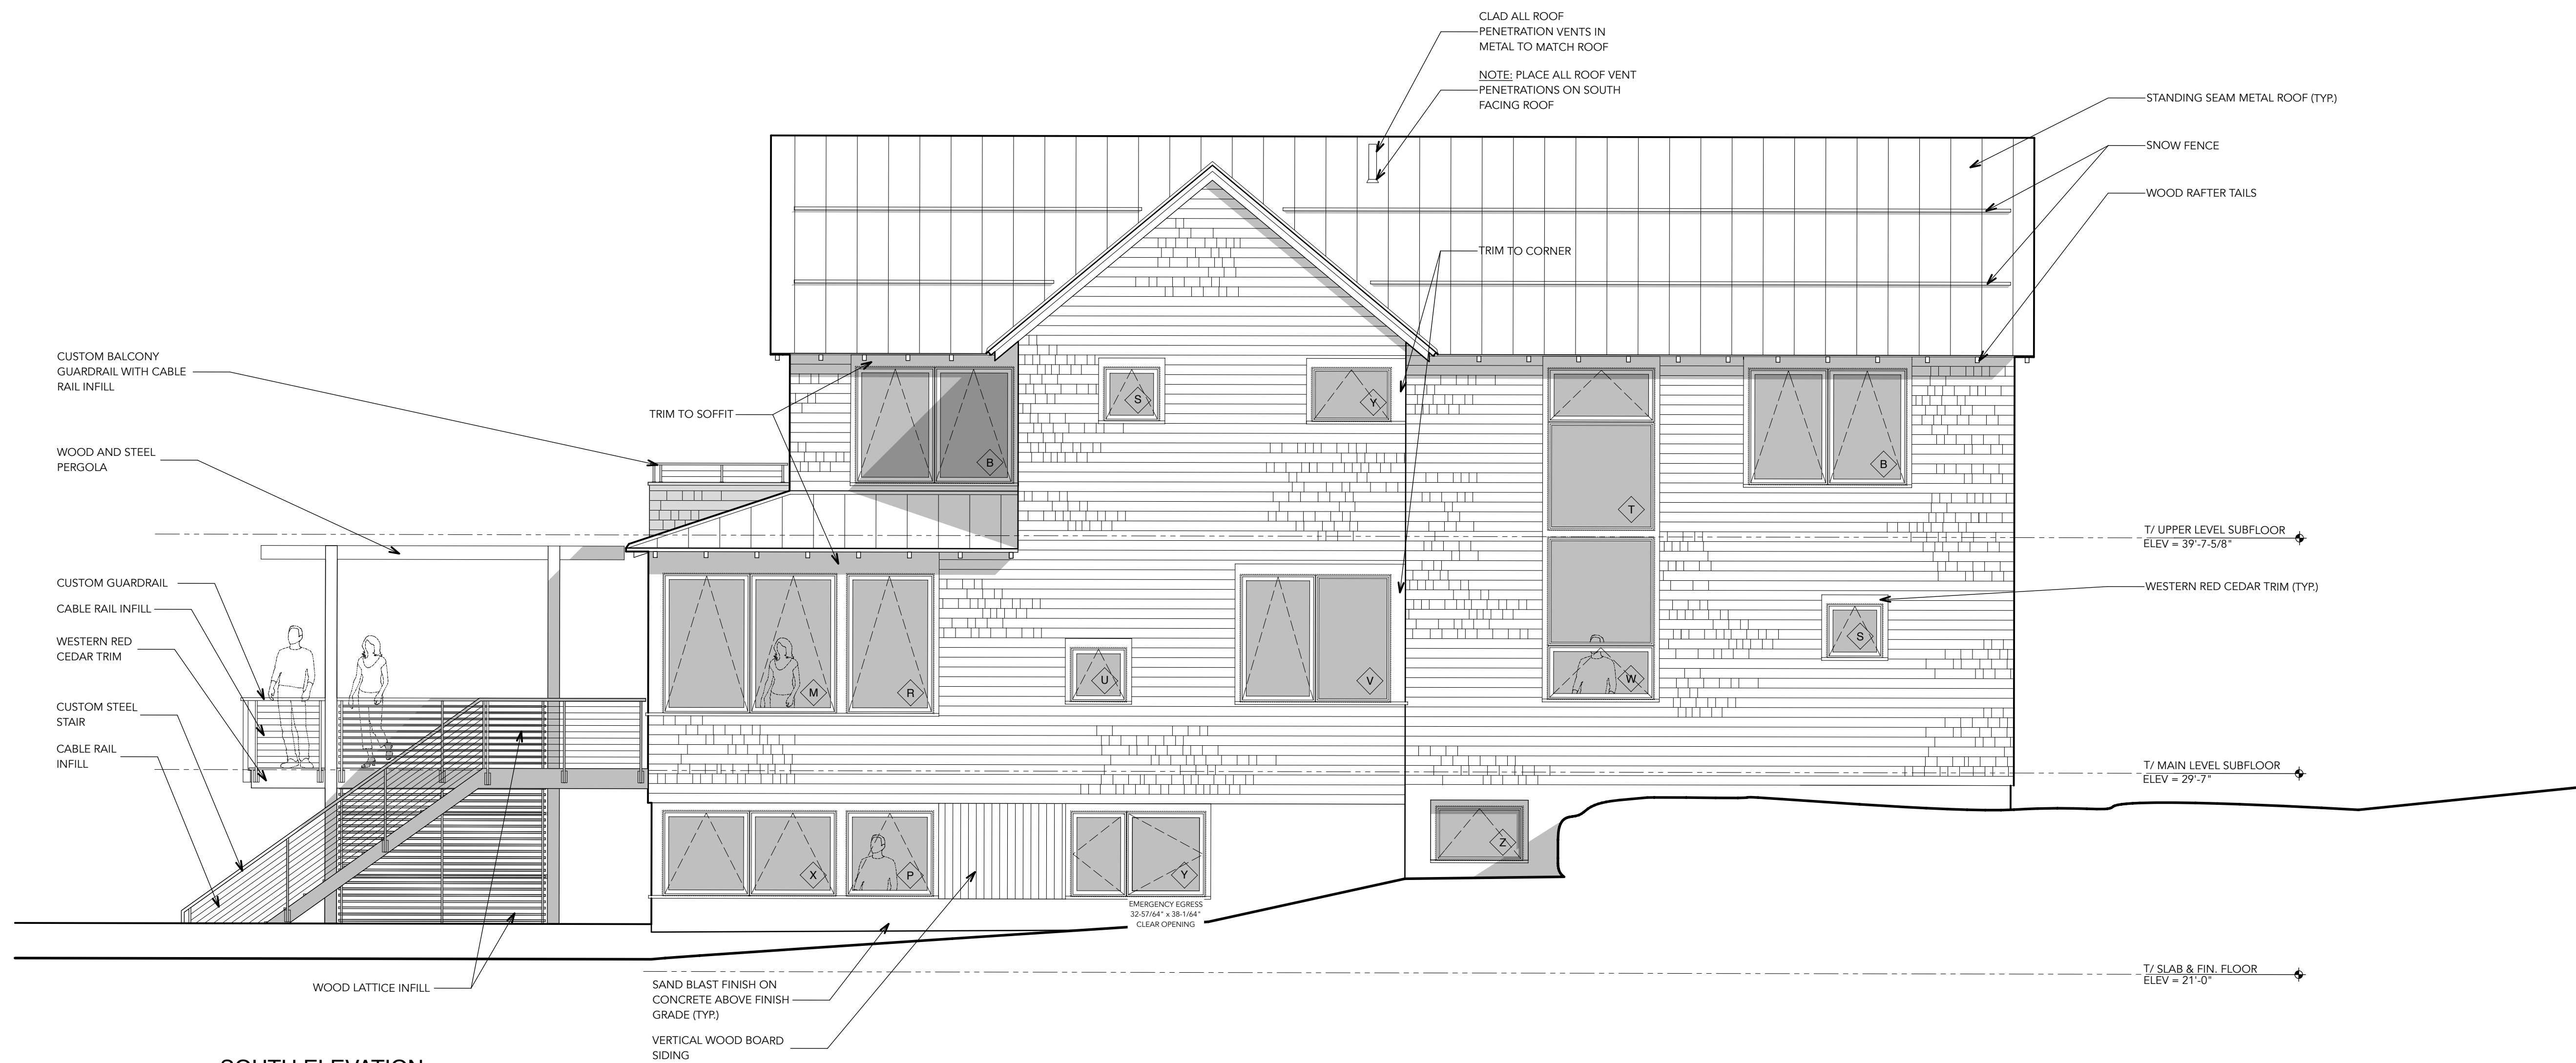 CLAD ALL ROOF
PENETRATION VENTS IN
METAL TO MATCH ROOF
NOTE: PLACE ALL ROOF VENT
PENETRATIONS ON SOUTH
FACING ROOF
STANDING SEAM METAL ROOF (TYP.)
SNOW FENCE
WOOD RAFTER TAILS
TRIM TO CORNER
CUSTOM BALCONY
GUARDRAIL WITH CABLE
RAIL INFILL
TRIM TO SOFFIT
S
Y
B
B
WOOD AND STEEL
PERGOLA
T
T/ UPPER LEVEL SUBFLOOR
ELEV = 39'-7-5/8"
CUSTOM GUARDRAIL
CABLE RAIL INFILL
WESTERN RED CEDAR TRIM (TYP.)
WESTERN RED
CEDAR TRIM
S
M
R
U
V
W
CUSTOM STEEL
STAIR
CABLE RAIL
INFILL
T/ MAIN LEVEL SUBFLOOR
ELEV = 29'-7"
Z
X
P
Y
EMERGENCY EGRESS
32-57/64" x 38-1/64"
CLEAR OPENING
T/ SLAB & FIN. FLOOR
ELEV = 21'-0"
WOOD LATTICE INFILL
SAND BLAST FINISH ON
CONCRETE ABOVE FINISH
GRADE (TYP.)
VERTICAL WOOD BOARD
SIDING
SOUTH ELEVATION